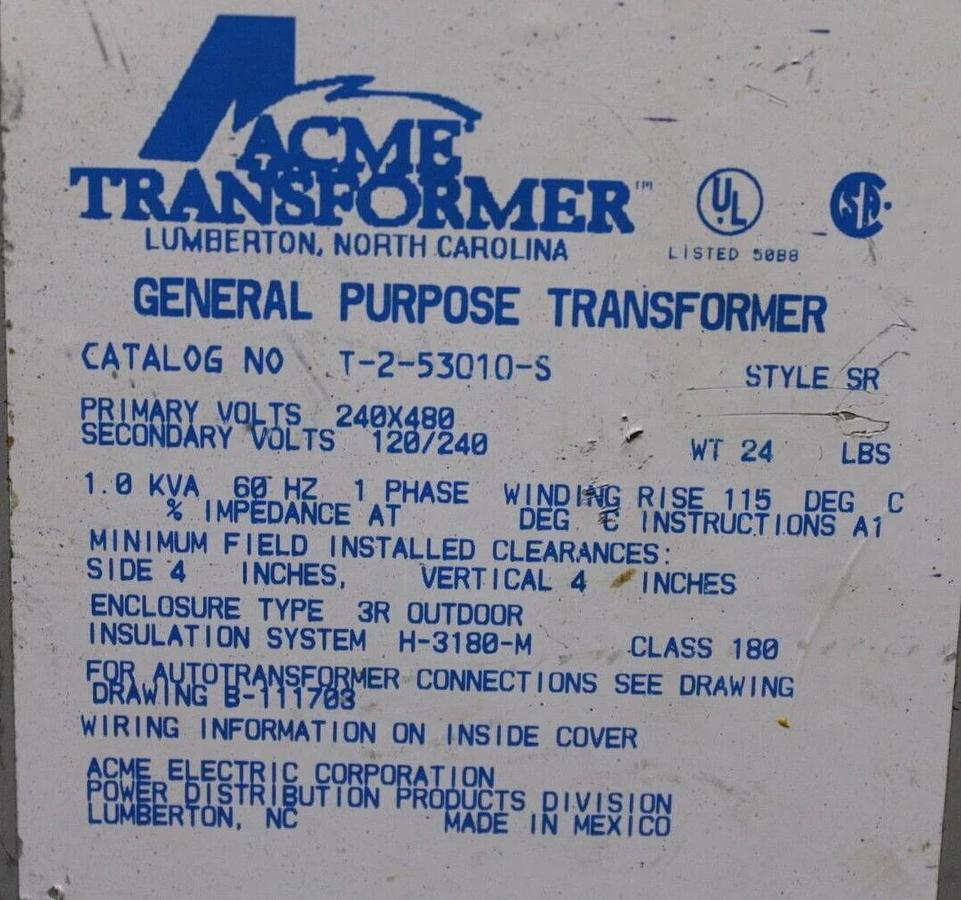 ACME
TRANSFORMER™
LUMBERTON, NORTH CAROLINA
UL
LISTED 50B8
SA
GENERAL PURPOSE TRANSFORMER
CATALOG NO T-2-53010-S
STYLE SR
PRIMARY VOLTS 240X480
SECONDARY VOLTS 120/240
WT 24 LBS
1.0 KVA 60 HZ 1 PHASE WINDING RISE 115 DEG C
% IMPEDANCE AT DEG C INSTRUCTIONS A1
MINIMUM FIELD INSTALLED CLEARANCES:
SIDE 4 INCHES, VERTICAL 4 INCHES
ENCLOSURE TYPE 3R OUTDOOR
INSULATION SYSTEM H-3180-M CLASS 180
FOR AUTOTRANSFORMER CONNECTIONS SEE DRAWING
DRAWING B-111703
WIRING INFORMATION ON INSIDE COVER
ACME ELECTRIC CORPORATION
POWER DISTRIBUTION PRODUCTS DIVISION
LUMBERTON, NC MADE IN MEXICO